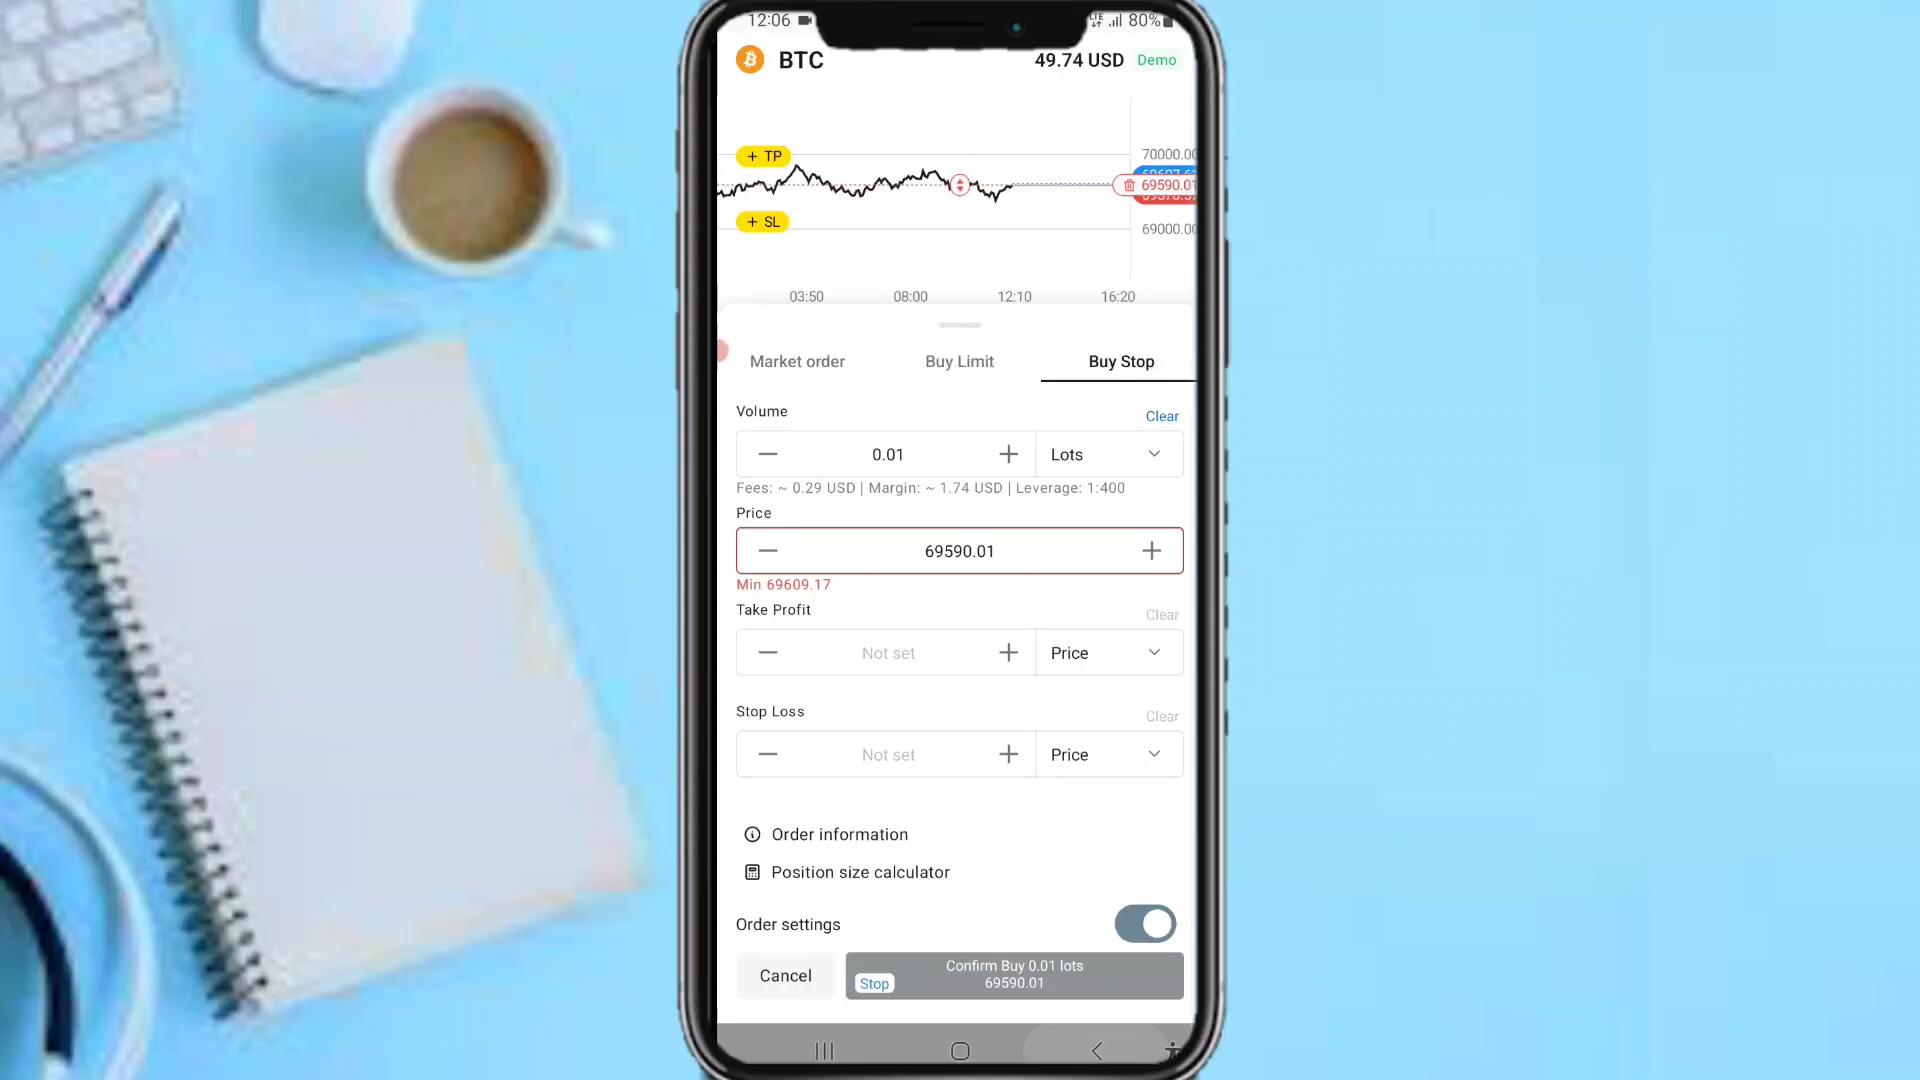 12:06 LTE 80%
BTC 49.74 USD Demo
+ TP
70000.00
69590.01
+ SL
69000.00
03:50 08:00 12:10 16:20
Market order Buy Limit Buy Stop
Volume Clear
0.01 Lots
Fees: ~ 0.29 USD | Margin: ~ 1.74 USD | Leverage: 1:400
Price
69590.01
Min 69609.17
Take Profit Clear
Not set Price
Stop Loss Clear
Not set Price
Order information
Position size calculator
Order settings
Cancel
Confirm Buy 0.01 lots
Stop 69590.01